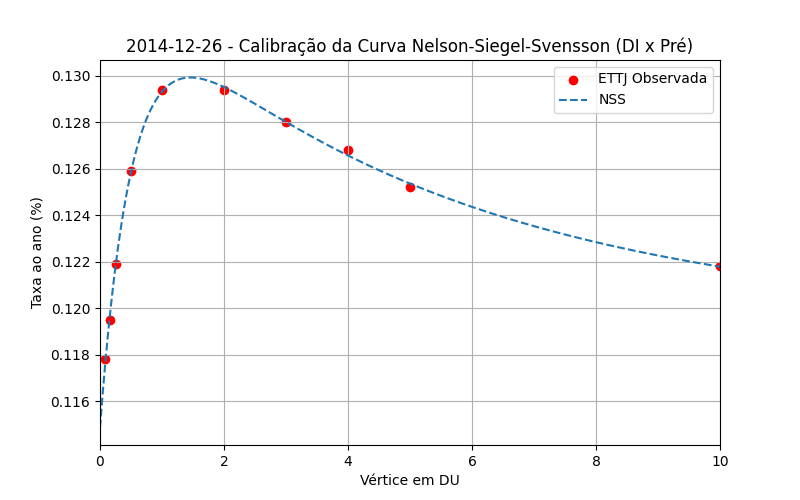 2014-12-26 - Calibração da Curva Nelson-Siegel-Svensson (DI x Pré)
ETTJ Observada
NSS
Taxa ao ano (%)
0.130
0.128
0.126
0.124
0.122
0.120
0.118
0.116
0 2 4 6 8 10
Vértice em DU